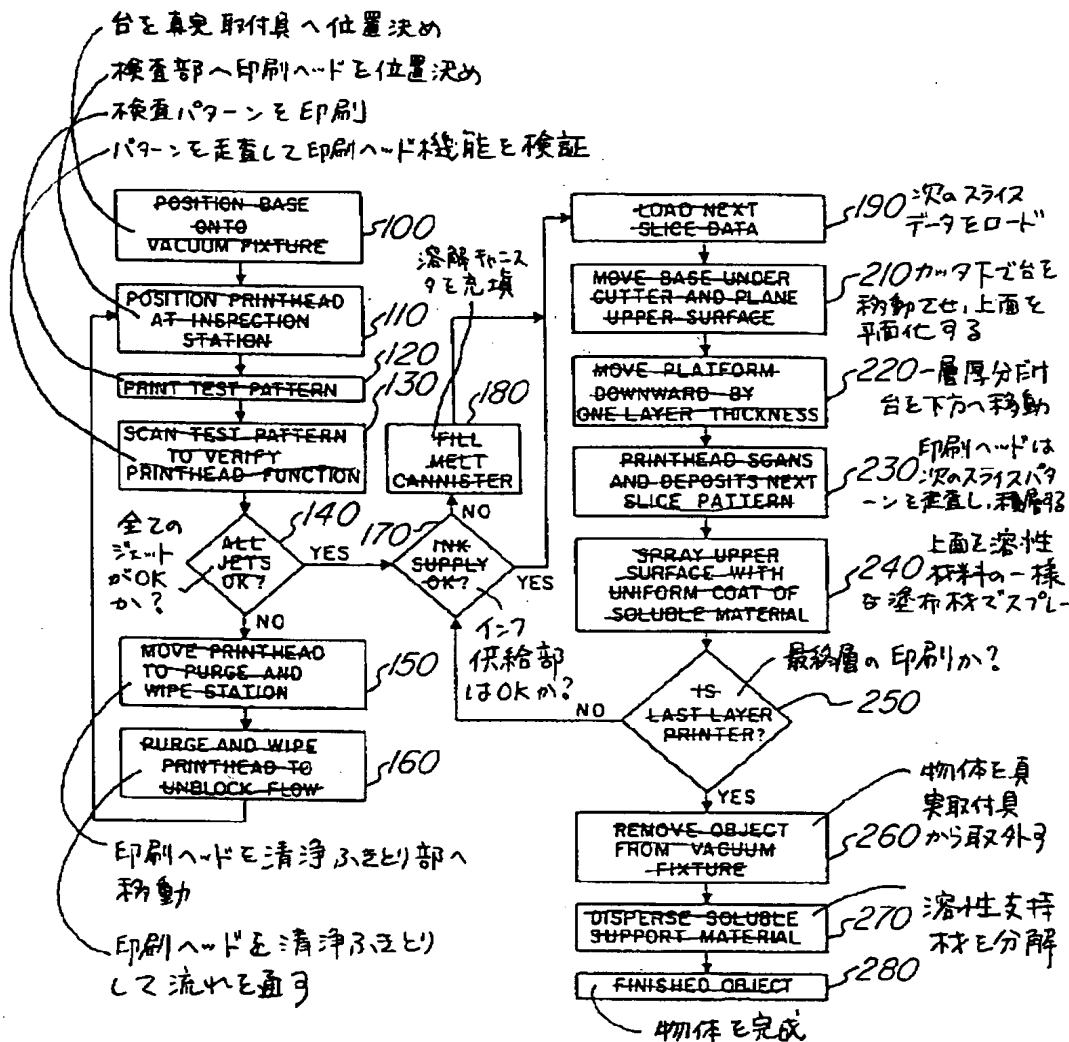 台を真実取付具へ位置決め
検査部へ印刷ヘッドを位置決め
検査パターンを印刷
パターンを走査して印刷ヘッド機能を検証
POSITION BASE
ONTO
VACUUM FIXTURE
100
POSITION PRINTHEAD
AT INSPECTION
STATION
110
PRINT TEST PATTERN
120
SCAN TEST PATTERN
TO VERIFY
PRINTHEAD FUNCTION
130
全ての
ジェット
がOK
か?
ALL
JETS
OK?
140
YES
NO
MOVE PRINTHEAD
TO PURGE AND
WIPE STATION
150
PURGE AND WIPE
PRINTHEAD TO
UNBLOCK FLOW
160
印刷ヘッドを清浄ふきとり部へ
移動
印刷ヘッドを清浄ふきとり
して流れを通す
溶解キャニス
タを充填
180
FILL
MELT
CANNISTER
NO
170
INK
SUPPLY
OK?
YES
インク
供給部
はOKか?
LOAD NEXT
SLICE DATA
190
次のスライス
データをロード
MOVE BASE UNDER
CUTTER AND PLANE
UPPER SURFACE
210
カッタ下で台を
移動させ,上面を
平面化する
MOVE PLATFORM
DOWNWARD BY
ONE LAYER THICKNESS
220
一層厚分だけ
台を下方へ移動
PRINTHEAD SCANS
AND DEPOSITS NEXT
SLICE PATTERN
230
印刷ヘッドは
次のスライスパタ
ーンを走査し,積層する
SPRAY UPPER
SURFACE WITH
UNIFORM COAT OF
SOLUBLE MATERIAL
240
上面を溶性
材料の一様
な塗布材でスプレー
最終層の印刷か?
IS
LAST LAYER
PRINTER?
250
NO
YES
REMOVE OBJECT
FROM VACUUM
FIXTURE
260
物体を真
実取付具
から取外す
DISPERSE SOLUBLE
SUPPORT MATERIAL
270
溶性支持
材を分解
FINISHED OBJECT
280
物体を完成